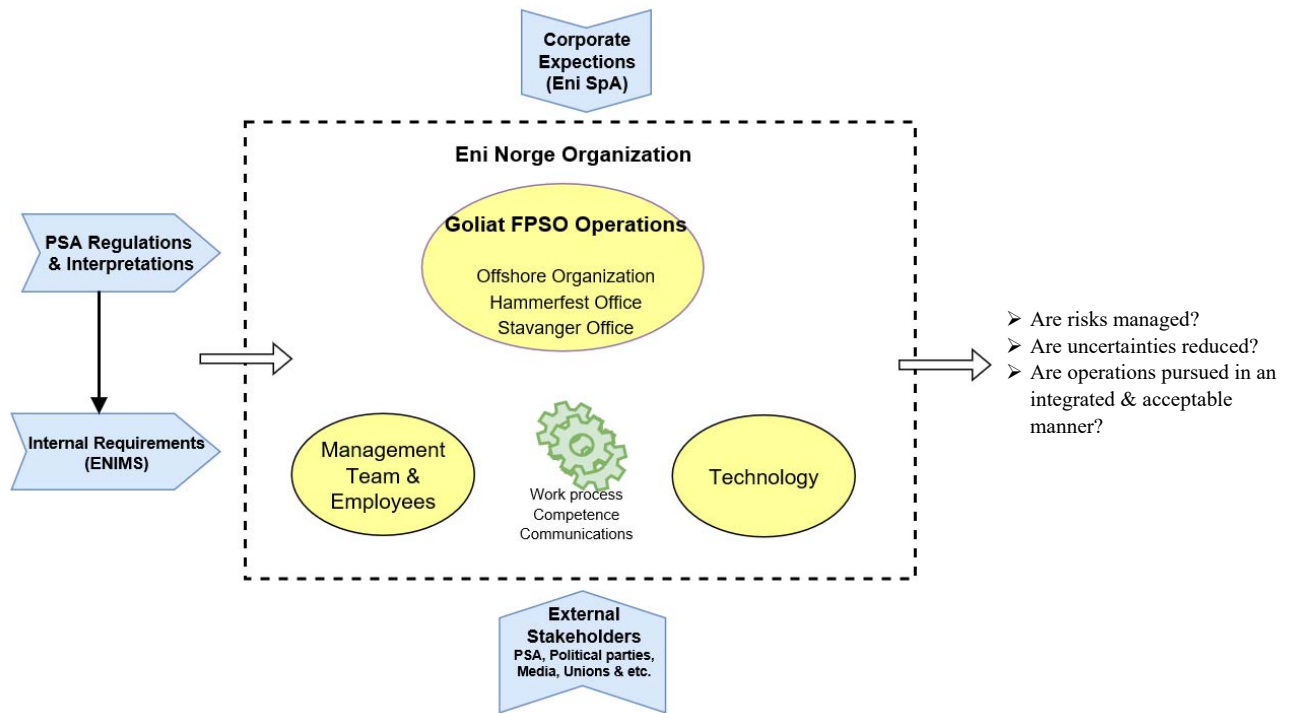 Corporate
Expections
(Eni SpA)
Eni Norge Organization
Goliat FPSO Operations
Offshore Organization
Hammerfest Office
Stavanger Office
PSA Regulations
& Interpretations
Internal Requirements
(ENIMS)
Management
Team &
Employees
Work process
Competence
Communications
Technology
➢ Are risks managed?
➢ Are uncertainties reduced?
➢ Are operations pursued in an
integrated & acceptable
manner?
External
Stakeholders
PSA, Political parties,
Media, Unions & etc.